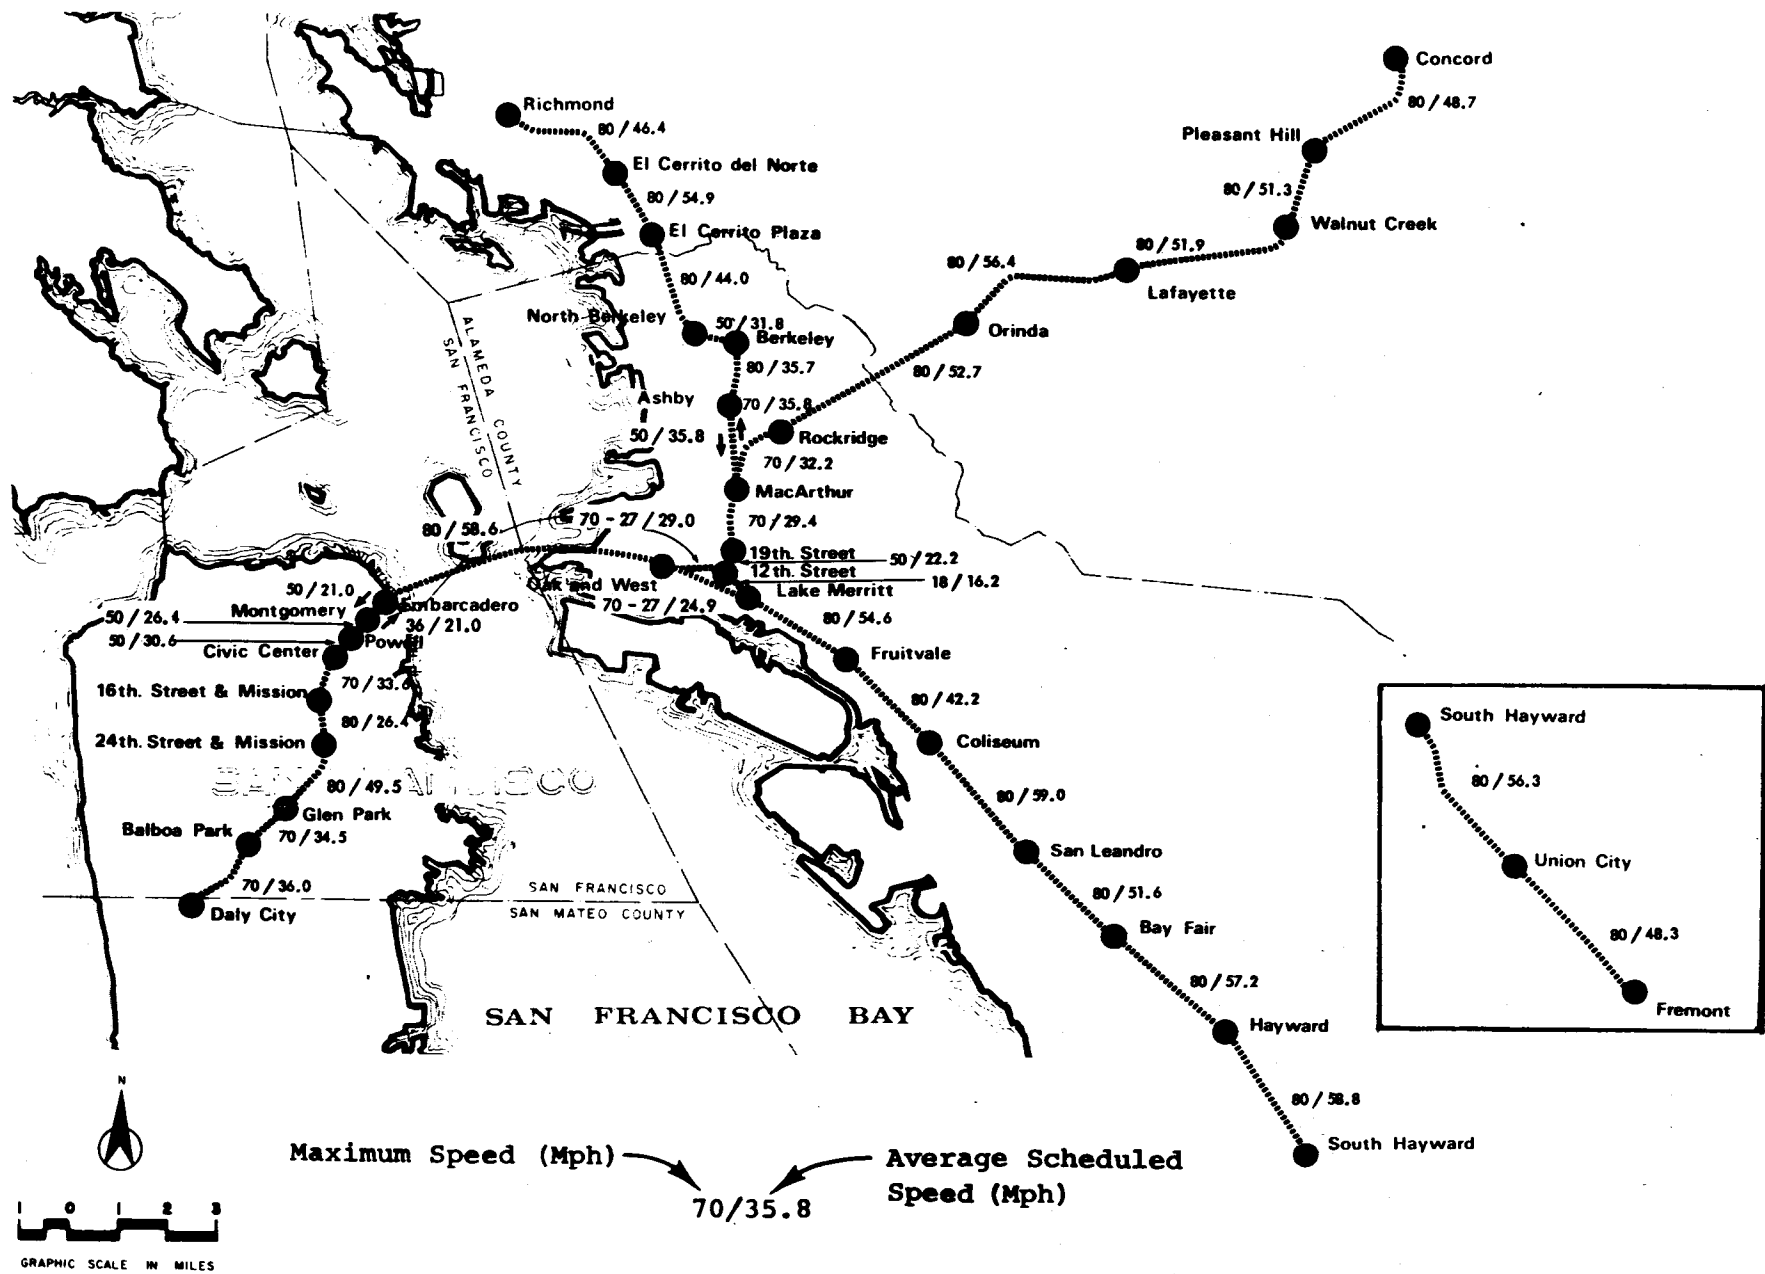 Concord
80/48.7
Richmond
80/46.4
Pleasant Hill
El Cerrito del Norte
80/51.3
80/54.9
Walnut Creek
El Cerrito Plaza
80/51.9
80/56.4
80/44.0
Lafayette
North Berkeley
50/31.8
Orinda
Berkeley
80/35.7
80/52.7
ALAMEDA COUNTY
SAN FRANCISCO
Ashby
70/35.8
50/35.8
Rockridge
70/32.2
MacArthur
70/29.4
80/58.6
70-27/29.0
19th. Street
50/22.2
12th. Street
18/16.2
Oak and West
Lake Merritt
50/21.0
Embarcadero
70-27/24.9
Montgomery
50/26.4
36/21.0
80/54.6
50/30.6
Powell
Civic Center
Fruitvale
70/33.6
16th. Street & Mission
80/42.2
80/26.4
24th. Street & Mission
Coliseum
South Hayward
80/56.3
SAN FRANCISCO
80/49.5
80/59.0
Glen Park
Balboa Park
70/34.5
San Leandro
Union City
70/36.0
SAN FRANCISCO
SAN MATEO COUNTY
80/51.6
Daly City
Bay Fair
80/48.3
80/57.2
Fremont
SAN FRANCISCO BAY
Hayward
N
80/58.8
South Hayward
Maximum Speed (Mph)
Average Scheduled
Speed (Mph)
70/35.8
1 0 1 2 3
GRAPHIC SCALE IN MILES